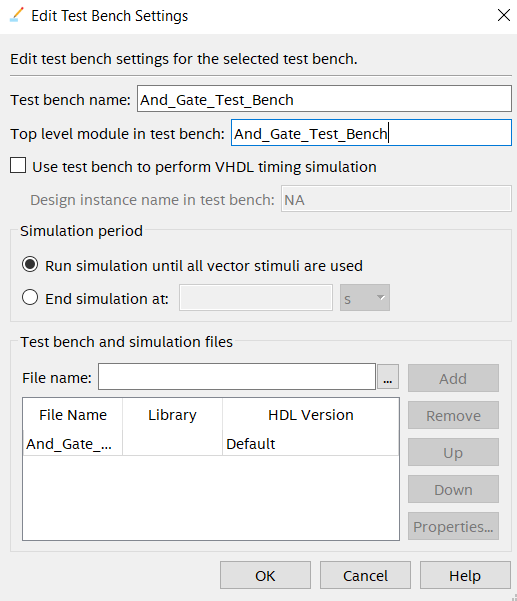 Edit Test Bench Settings
Edit test bench settings for the selected test bench.
Test bench name: And_Gate_Test_Bench
Top level module in test bench: And_Gate_Test_Bench
Use test bench to perform VHDL timing simulation
Design instance name in test bench: NA
Simulation period
Run simulation until all vector stimuli are used
End simulation at: s
Test bench and simulation files
File name: ... Add
File Name Library HDL Version Remove
And_Gate_... Default Up
Down
Properties...
OK Cancel Help